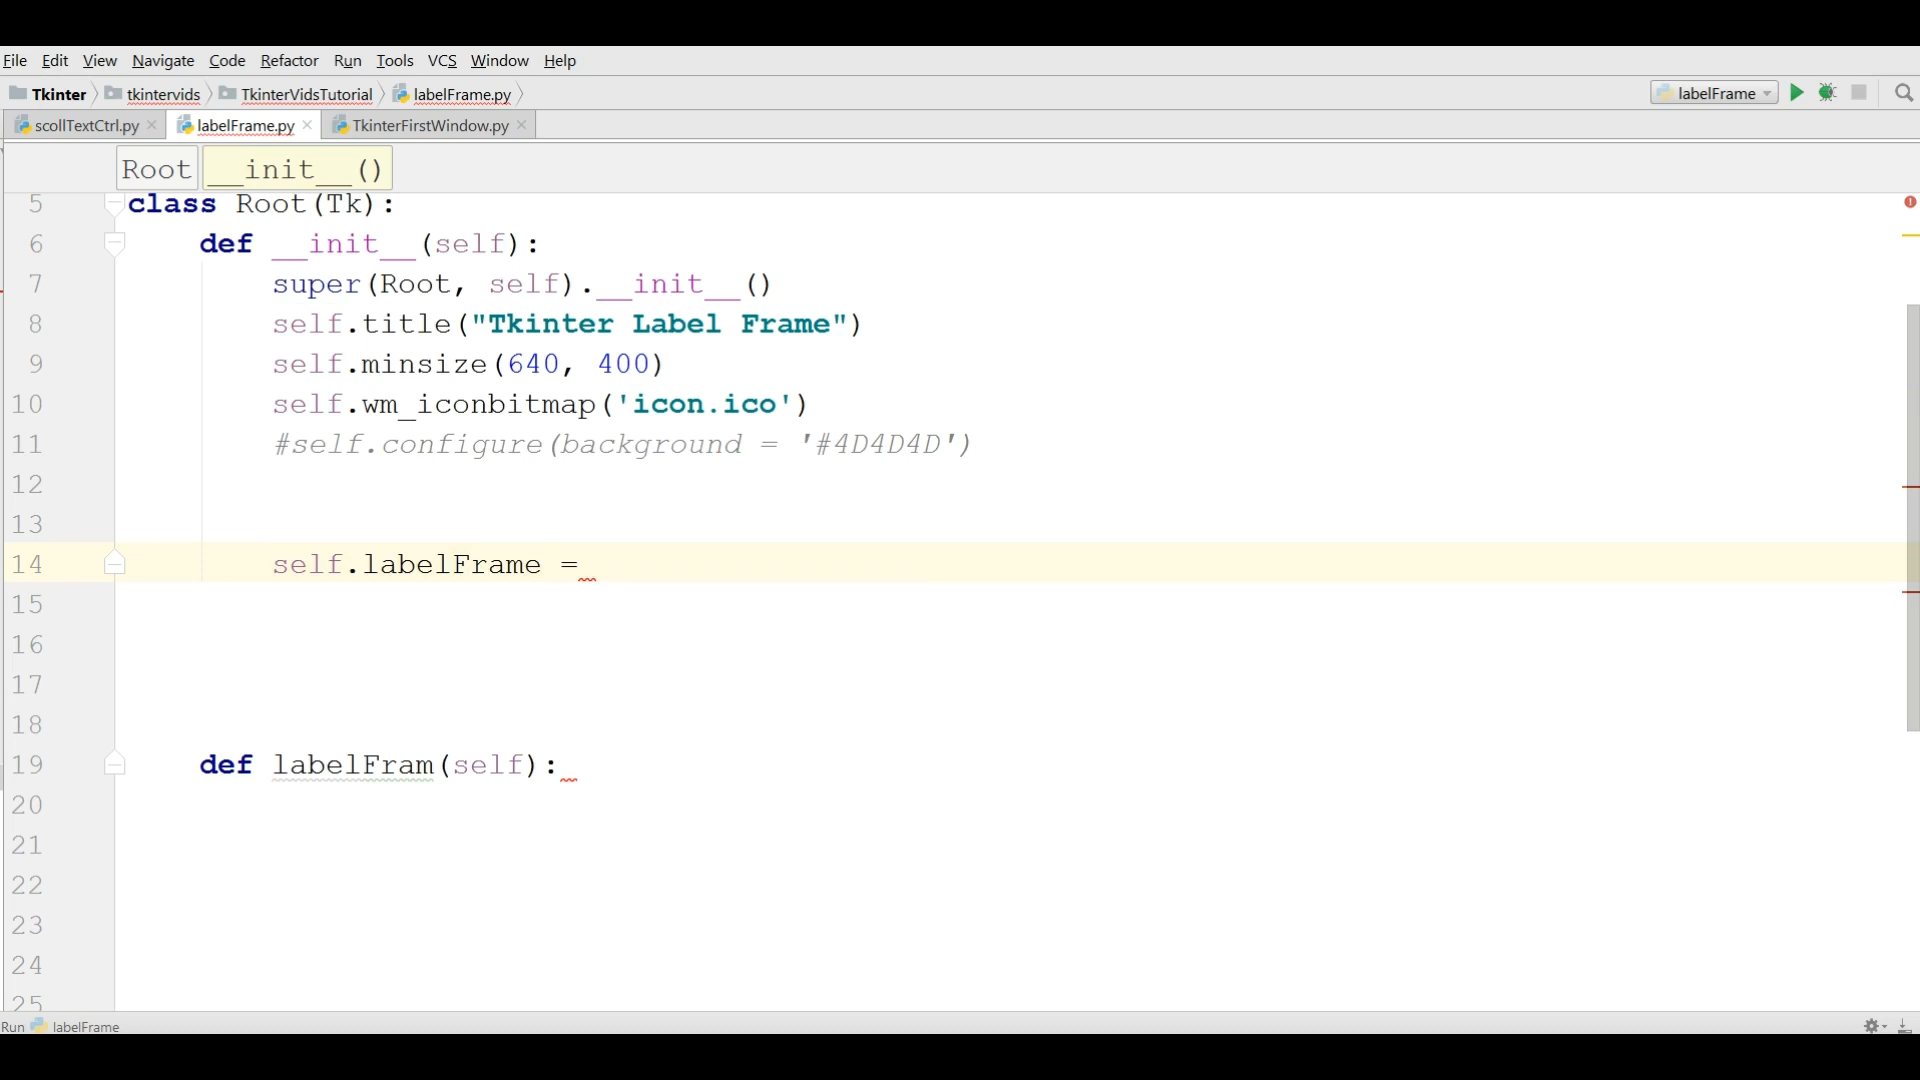 File Edit View Navigate Code Refactor Run Tools VCS Window Help
Tkinter tkintervids TkinterVidsTutorial labelFrame.py labelFrame
scollTextCtrl.py labelFrame.py TkinterFirstWindow.py
Root __init__()
5 class Root(Tk):
6 def __init__(self):
7 super(Root, self).__init__()
8 self.title("Tkinter Label Frame")
9 self.minsize(640, 400)
10 self.wm_iconbitmap('icon.ico')
11 #self.configure(background = '#4D4D4D')
12
13
14 self.labelFrame =
15
16
17
18
19 def labelFram(self):
20
21
22
23
24
25
Run labelFrame